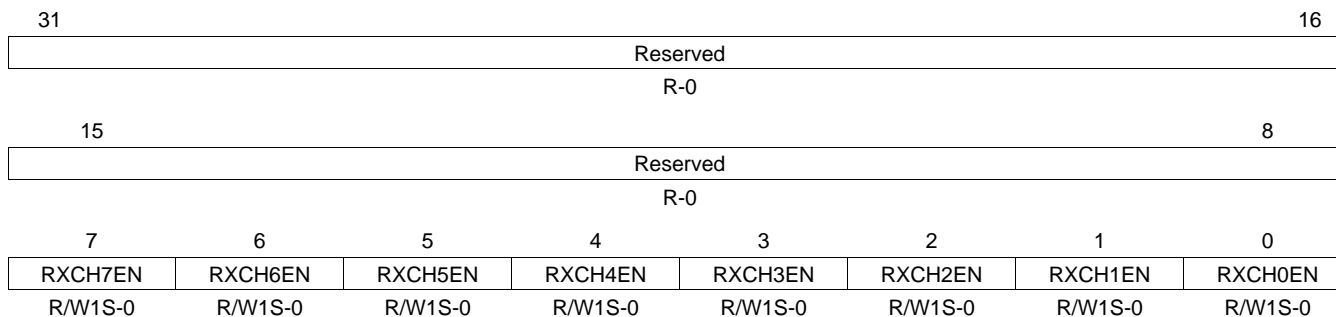 31 16
Reserved
R-0
15 8
Reserved
R-0
7 6 5 4 3 2 1 0
RXCH7EN RXCH6EN RXCH5EN RXCH4EN RXCH3EN RXCH2EN RXCH1EN RXCH0EN
R/W1S-0 R/W1S-0 R/W1S-0 R/W1S-0 R/W1S-0 R/W1S-0 R/W1S-0 R/W1S-0